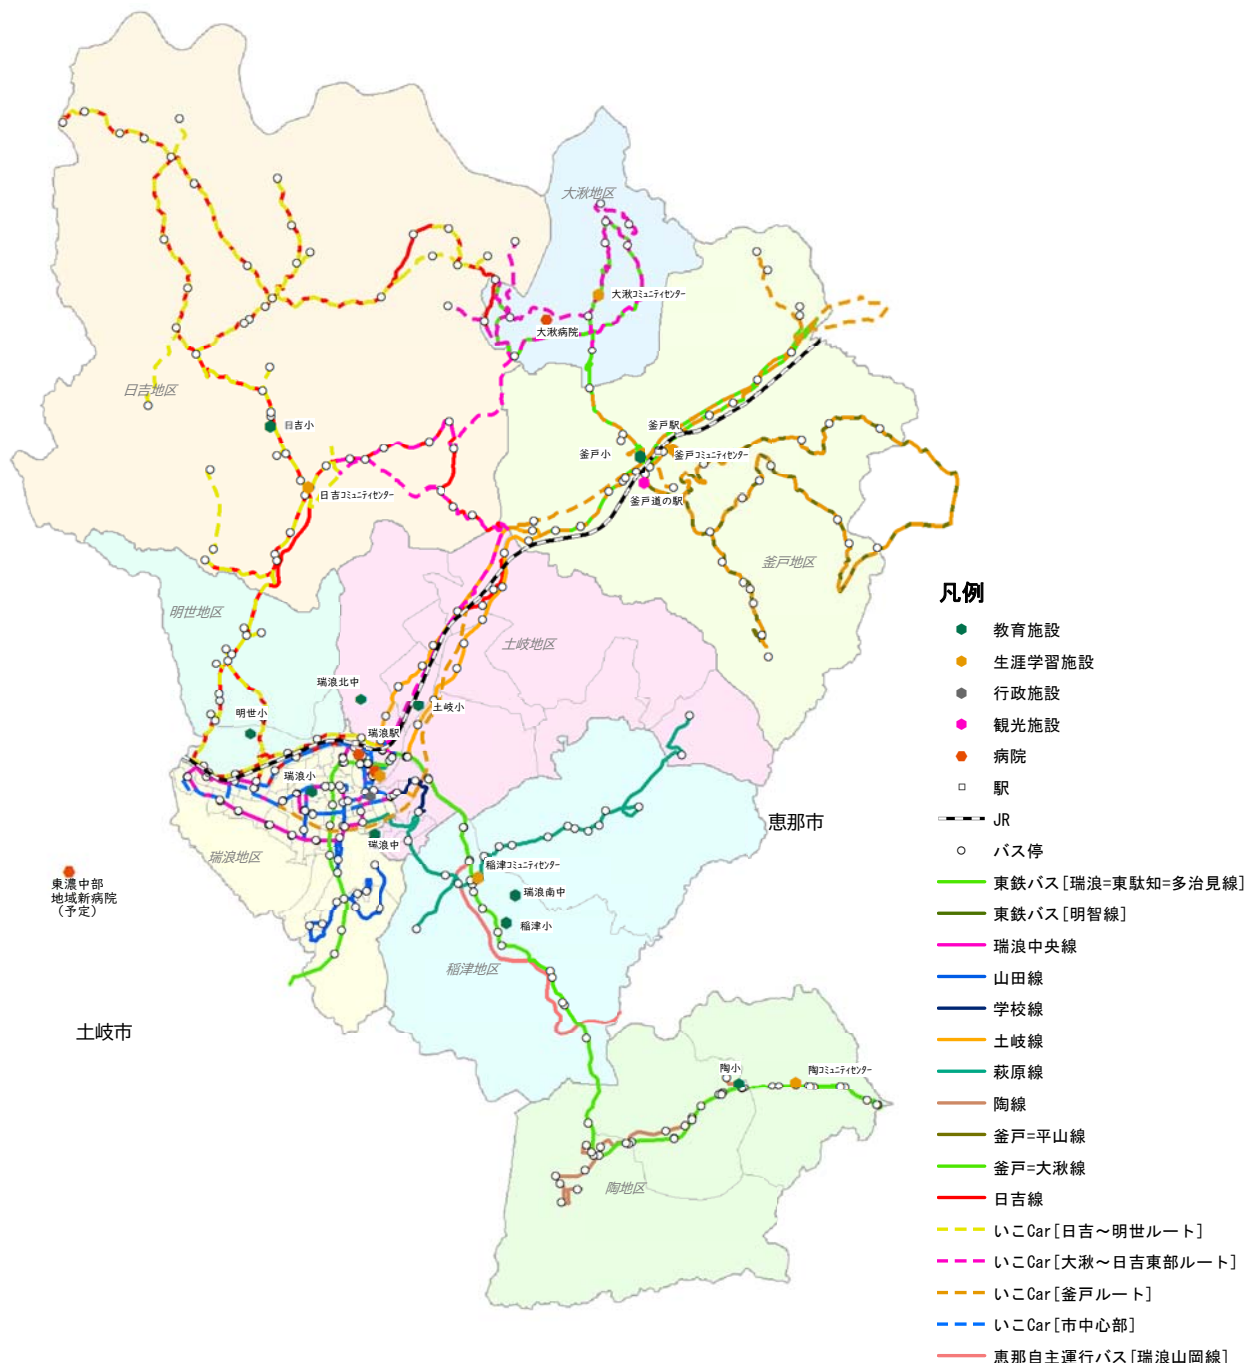 大湫地区
大湫コミュニティセンター
大湫病院
日吉地区
日吉小
釜戸駅
釜戸小
釜戸コミュニティセンター
日吉コミュニティセンター
釜戸道の駅
釜戸地区
明世地区
土岐地区
瑞浪北中
土岐小
明世小
瑞浪駅
瑞浪小
恵那市
瑞浪中
瑞浪地区
稲津コミュニティセンター
東濃中部
地域新病院
(予定)
瑞浪南中
稲津小
稲津地区
土岐市
陶小
陶コミュニティセンター
陶地区
凡例
教育施設
生涯学習施設
行政施設
観光施設
病院
駅
JR
バス停
東鉄バス[瑞浪=東駄知=多治見線]
東鉄バス[明智線]
瑞浪中央線
山田線
学校線
土岐線
萩原線
陶線
釜戸=平山線
釜戸=大湫線
日吉線
いこCar[日吉～明世ルート]
いこCar[大湫～日吉東部ルート]
いこCar[釜戸ルート]
いこCar[市中心部]
恵那自主運行バス[瑞浪山岡線]